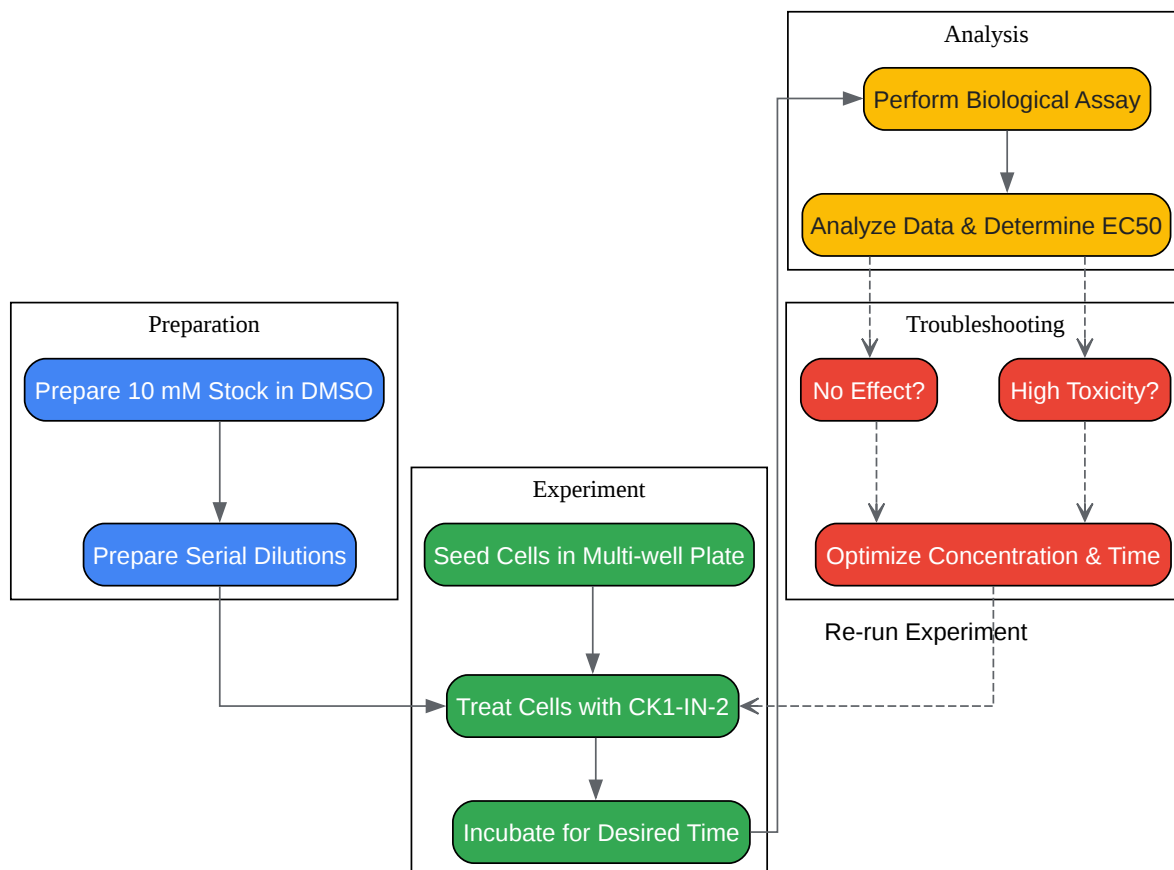 Preparation
Prepare 10 mM Stock in DMSO
Prepare Serial Dilutions
Experiment
Seed Cells in Multi-well Plate
Treat Cells with CK1-IN-2
Incubate for Desired Time
Analysis
Perform Biological Assay
Analyze Data & Determine EC50
Troubleshooting
No Effect?
High Toxicity?
Optimize Concentration & Time
Re-run Experiment